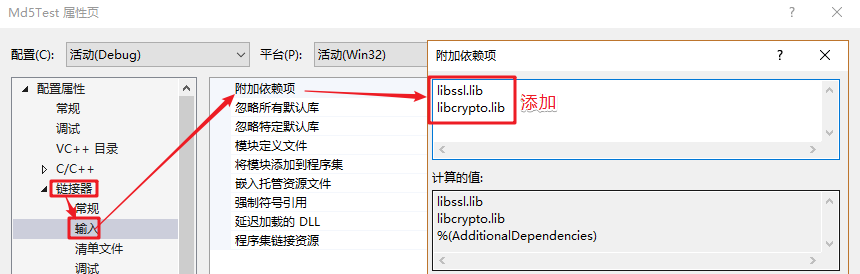 Md5Test 属性页
配置(C):
活动(Debug)
平台(P):
活动(Win32)
附加依赖项
配置属性
常规
调试
VC++ 目录
C/C++
链接器
常规
输入
清单文件
调试
附加依赖项
忽略所有默认库
忽略特定默认库
模块定义文件
将模块添加到程序集
嵌入托管资源文件
强制符号引用
延迟加载的 DLL
程序集链接资源
libssl.lib
libcrypto.lib
添加
计算的值:
libssl.lib
libcrypto.lib
%(AdditionalDependencies)